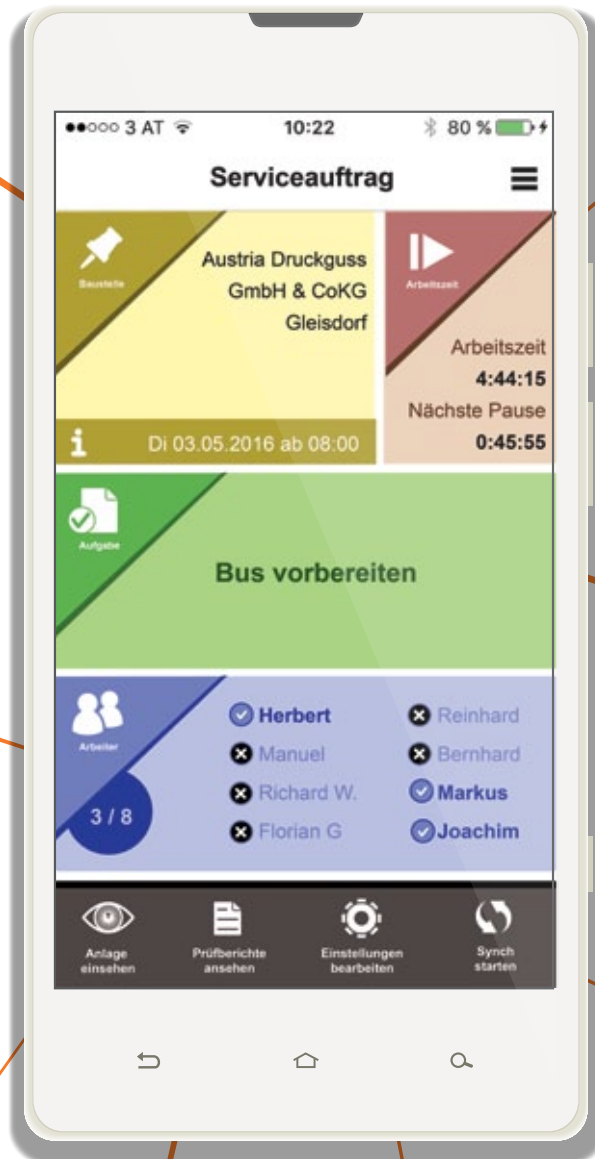 3 AT 10:22 80 %
Serviceauftrag
Baustelle
Austria Druckguss
GmbH & CoKG
Gleisdorf
i Di 03.05.2016 ab 08:00
Arbeitszeit
Arbeitszeit
4:44:15
Nächste Pause
0:45:55
Aufgabe
Bus vorbereiten
Arbeiter
3 / 8
Herbert Reinhard
Manuel Bernhard
Richard W. Markus
Florian G Joachim
Anlage
einsehen
Prüfberichte
ansehen
Einstellungen
bearbeiten
Synch
starten